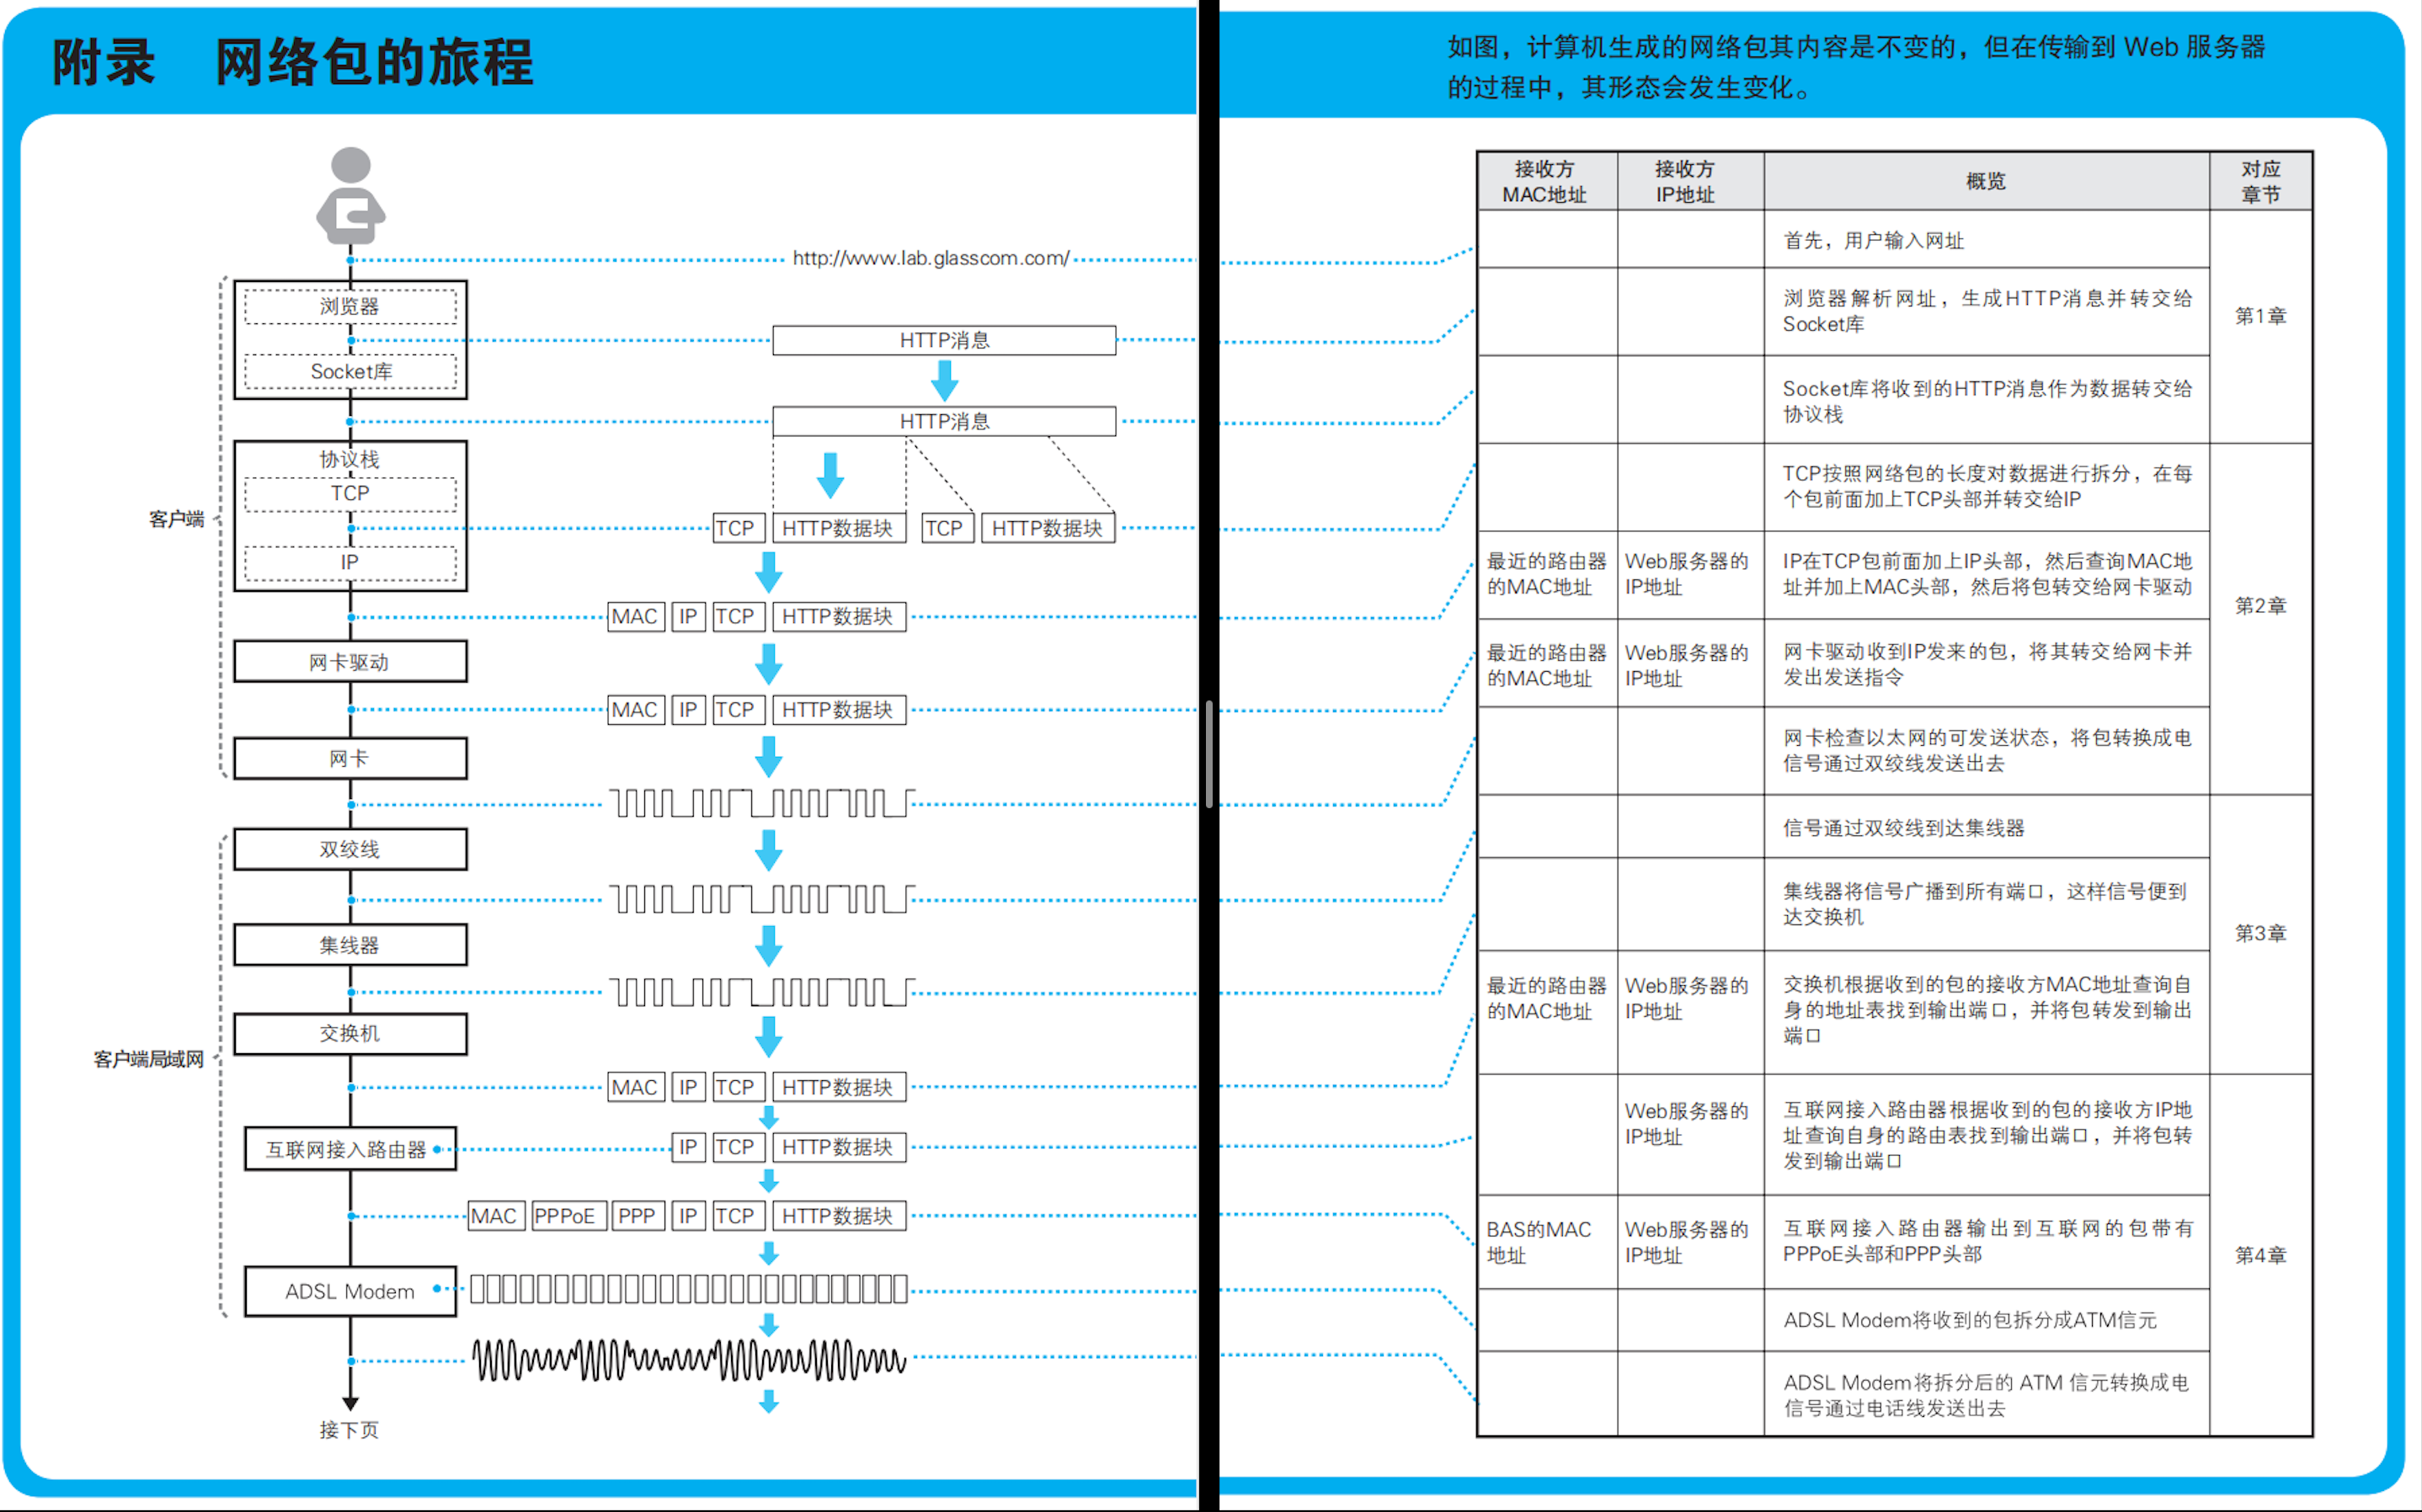 附录 网络包的旅程
如图，计算机生成的网络包其内容是不变的，但在传输到 Web 服务器
的过程中，其形态会发生变化。
http://www.lab.glasscom.com/
客户端
浏览器
HTTP消息
Socket库
HTTP消息
协议栈
TCP
TCP HTTP数据块 TCP HTTP数据块
IP
MAC IP TCP HTTP数据块
网卡驱动
MAC IP TCP HTTP数据块
网卡
客户端局域网
双绞线
集线器
交换机
MAC IP TCP HTTP数据块
互联网接入路由器
IP TCP HTTP数据块
MAC PPPoE PPP IP TCP HTTP数据块
ADSL Modem
接下页
接收方
MAC地址
接收方
IP地址
概览
对应
章节
首先，用户输入网址
浏览器解析网址，生成HTTP消息并转交给
Socket库
第1章
Socket库将收到的HTTP消息作为数据转交给
协议栈
TCP按照网络包的长度对数据进行拆分，在每
个包前面加上TCP头部并转交给IP
最近的路由器
的MAC地址
Web服务器的
IP地址
IP在TCP包前面加上IP头部，然后查询MAC地
址并加上MAC头部，然后将包转交给网卡驱动
第2章
最近的路由器
的MAC地址
Web服务器的
IP地址
网卡驱动收到IP发来的包，将其转交给网卡并
发出发送指令
网卡检查以太网的可发送状态，将包转换成电
信号通过双绞线发送出去
信号通过双绞线到达集线器
集线器将信号广播到所有端口，这样信号便到
达交换机
第3章
最近的路由器
的MAC地址
Web服务器的
IP地址
交换机根据收到的包的接收方MAC地址查询自
身的地址表找到输出端口，并将包转发到输出
端口
Web服务器的
IP地址
互联网接入路由器根据收到的包的接收方IP地
址查询自身的路由表找到输出端口，并将包转
发到输出端口
BAS的MAC
地址
Web服务器的
IP地址
互联网接入路由器输出到互联网的包带有
PPPoE头部和PPP头部
第4章
ADSL Modem将收到的包拆分成ATM信元
ADSL Modem将拆分后的 ATM 信元转换成电
信号通过电话线发送出去